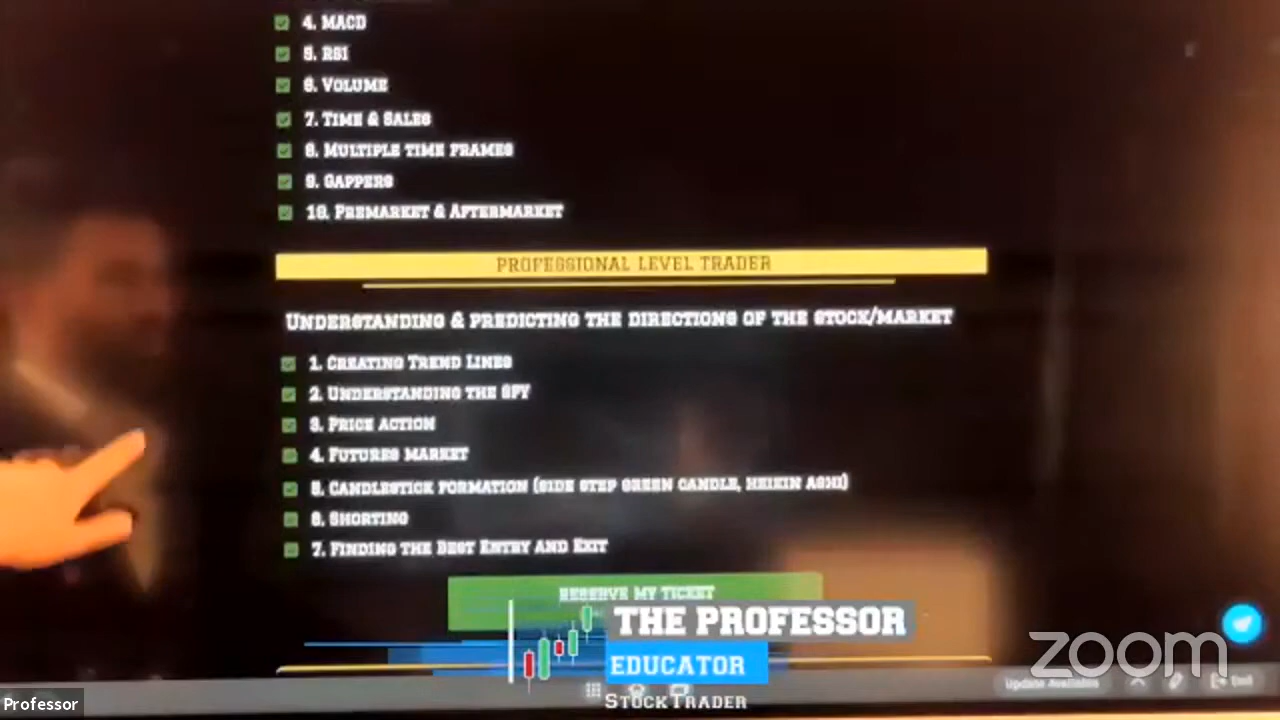 4. MACD
5. RSI
6. VOLUME
7. TIME & SALES
8. MULTIPLE TIME FRAMES
9. GAPPERS
10. PREMARKET & AFTERMARKET
PROFESSIONAL LEVEL TRADER
UNDERSTANDING & PREDICTING THE DIRECTIONS OF THE STOCK/MARKET
1. CREATING TREND LINES
2. UNDERSTANDING THE SPY
3. PRICE ACTION
4. FUTURES MARKET
5. CANDLESTICK FORMATION (SIDE STEP GREEN CANDLE, HEIKIN ASHI)
6. SHORTING
7. FINDING THE BEST ENTRY AND EXIT
RESERVE MY TICKET
THE PROFESSOR
EDUCATOR
STOCKTRADER
zoom
Update Available
Exit
Professor